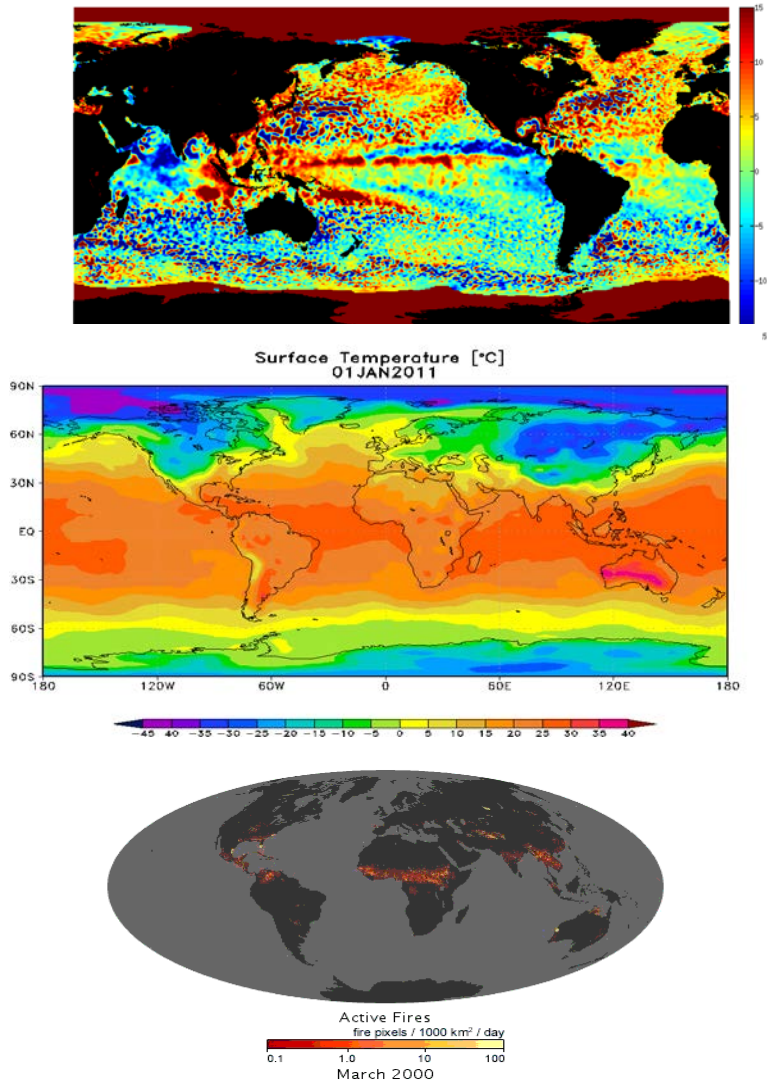 15
10
5
0
-5
-10
5
Surface Temperature [°C]
01JAN2011
90N
60N
30N
EQ
30S
60S
90S
180 120W 60W 0 60E 120E 180
-45 40 -35 -30 -25 -20 -15 -10 -5 0 5 10 15 20 25 30 35 40
Active Fires
fire pixels / 1000 km² / day
0.1 1.0 10 100
March 2000